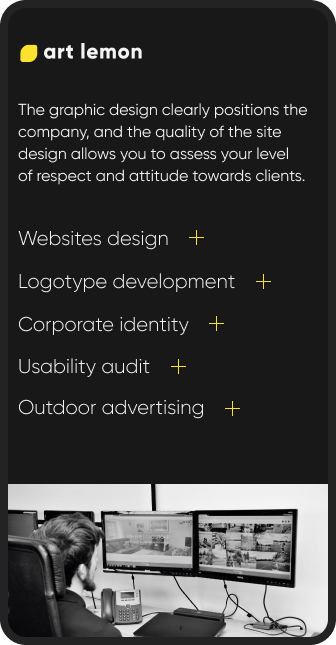 art lemon
The graphic design clearly positions the
company, and the quality of the site
design allows you to assess your level
of respect and attitude towards clients.
Websites design +
Logotype development +
Corporate identity +
Usability audit +
Outdoor advertising +